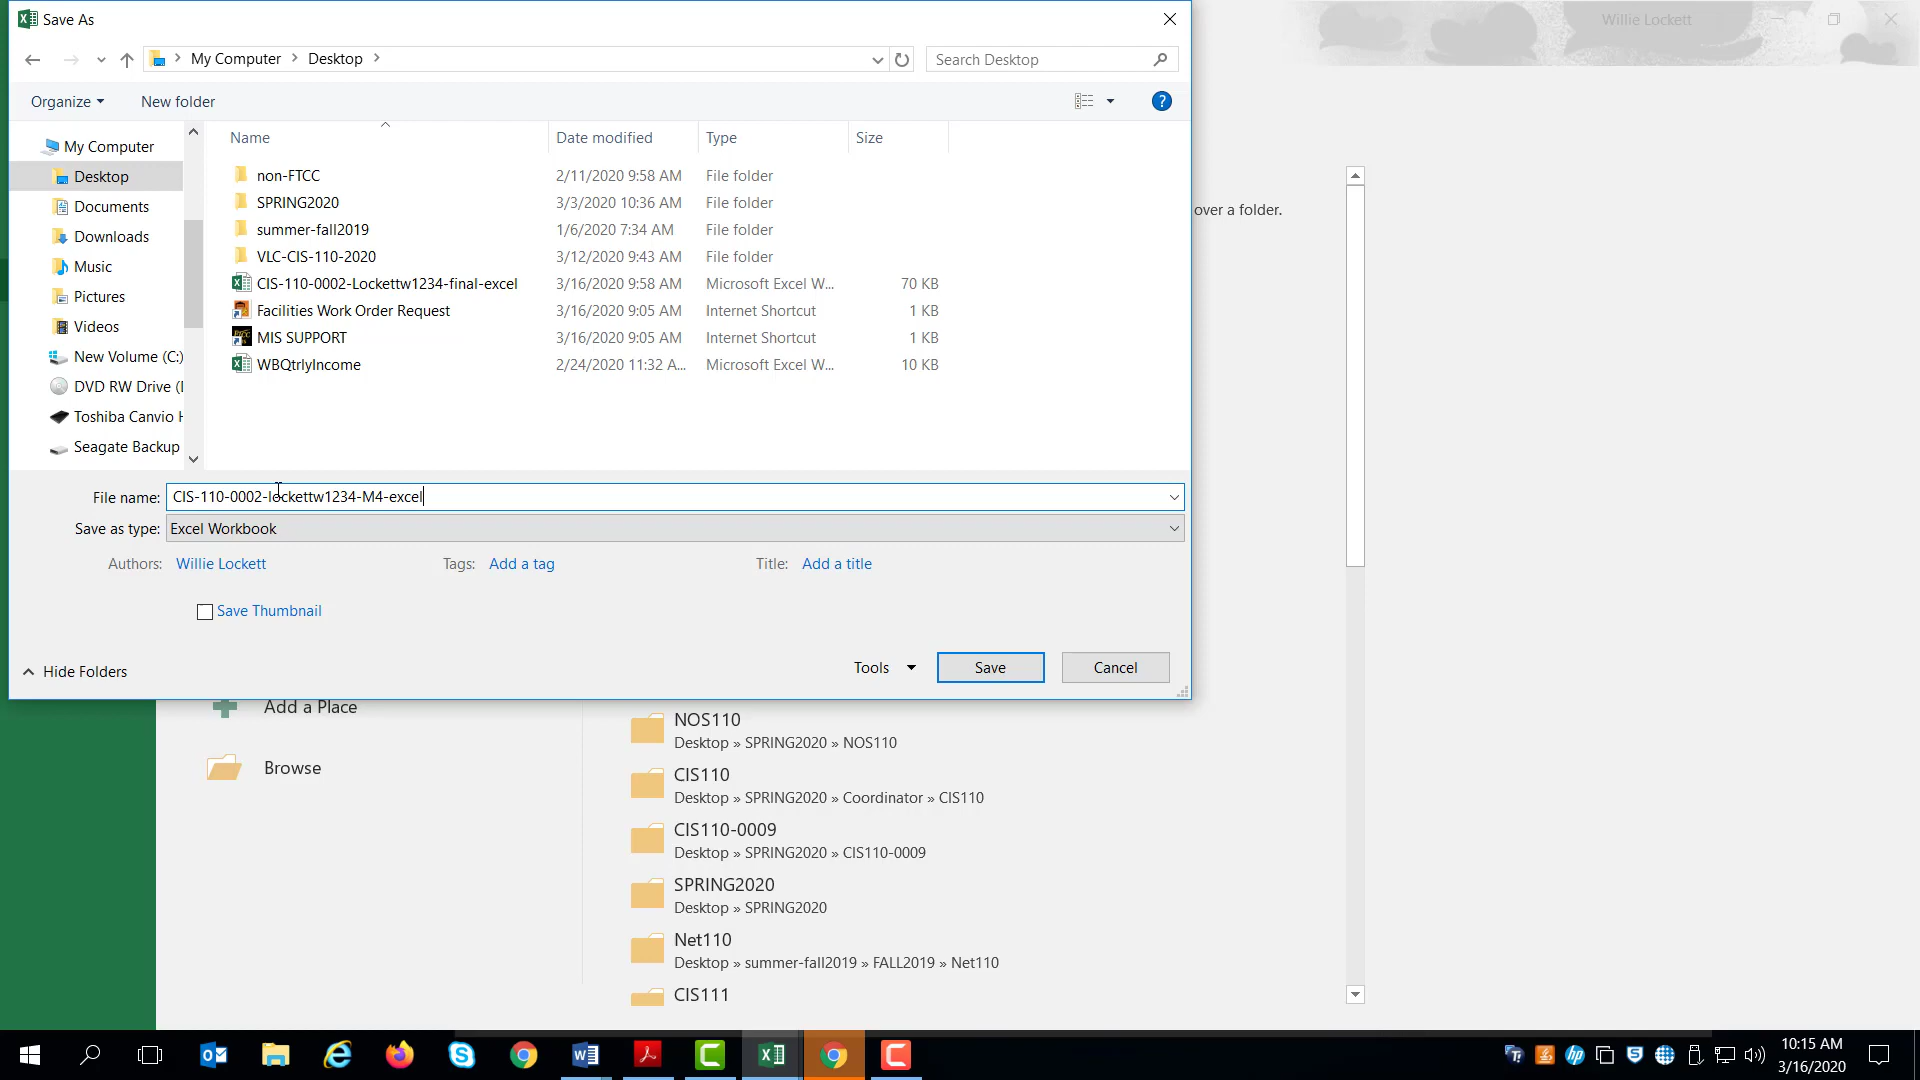 Save As
Willie Lockett
My Computer Desktop
Search Desktop
Organize New folder
?
Name Date modified Type Size
My Computer
Desktop
Documents
Downloads
Music
Pictures
Videos
New Volume (C:)
DVD RW Drive (
Toshiba Canvio H
Seagate Backup
non-FTCC 2/11/2020 9:58 AM File folder
SPRING2020 3/3/2020 10:36 AM File folder
summer-fall2019 1/6/2020 7:34 AM File folder
VLC-CIS-110-2020 3/12/2020 9:43 AM File folder
CIS-110-0002-Lockettw1234-final-excel 3/16/2020 9:58 AM Microsoft Excel W... 70 KB
Facilities Work Order Request 3/16/2020 9:05 AM Internet Shortcut 1 KB
MIS SUPPORT 3/16/2020 9:05 AM Internet Shortcut 1 KB
WBQtrlyIncome 2/24/2020 11:32 A... Microsoft Excel W... 10 KB
over a folder.
File name: CIS-110-0002-lockettw1234-M4-excel
Save as type: Excel Workbook
Authors: Willie Lockett Tags: Add a tag Title: Add a title
Save Thumbnail
Hide Folders
Tools Save Cancel
Add a Place
Browse
NOS110
Desktop » SPRING2020 » NOS110
CIS110
Desktop » SPRING2020 » Coordinator » CIS110
CIS110-0009
Desktop » SPRING2020 » CIS110-0009
SPRING2020
Desktop » SPRING2020
Net110
Desktop » summer-fall2019 » FALL2019 » Net110
CIS111
10:15 AM
3/16/2020